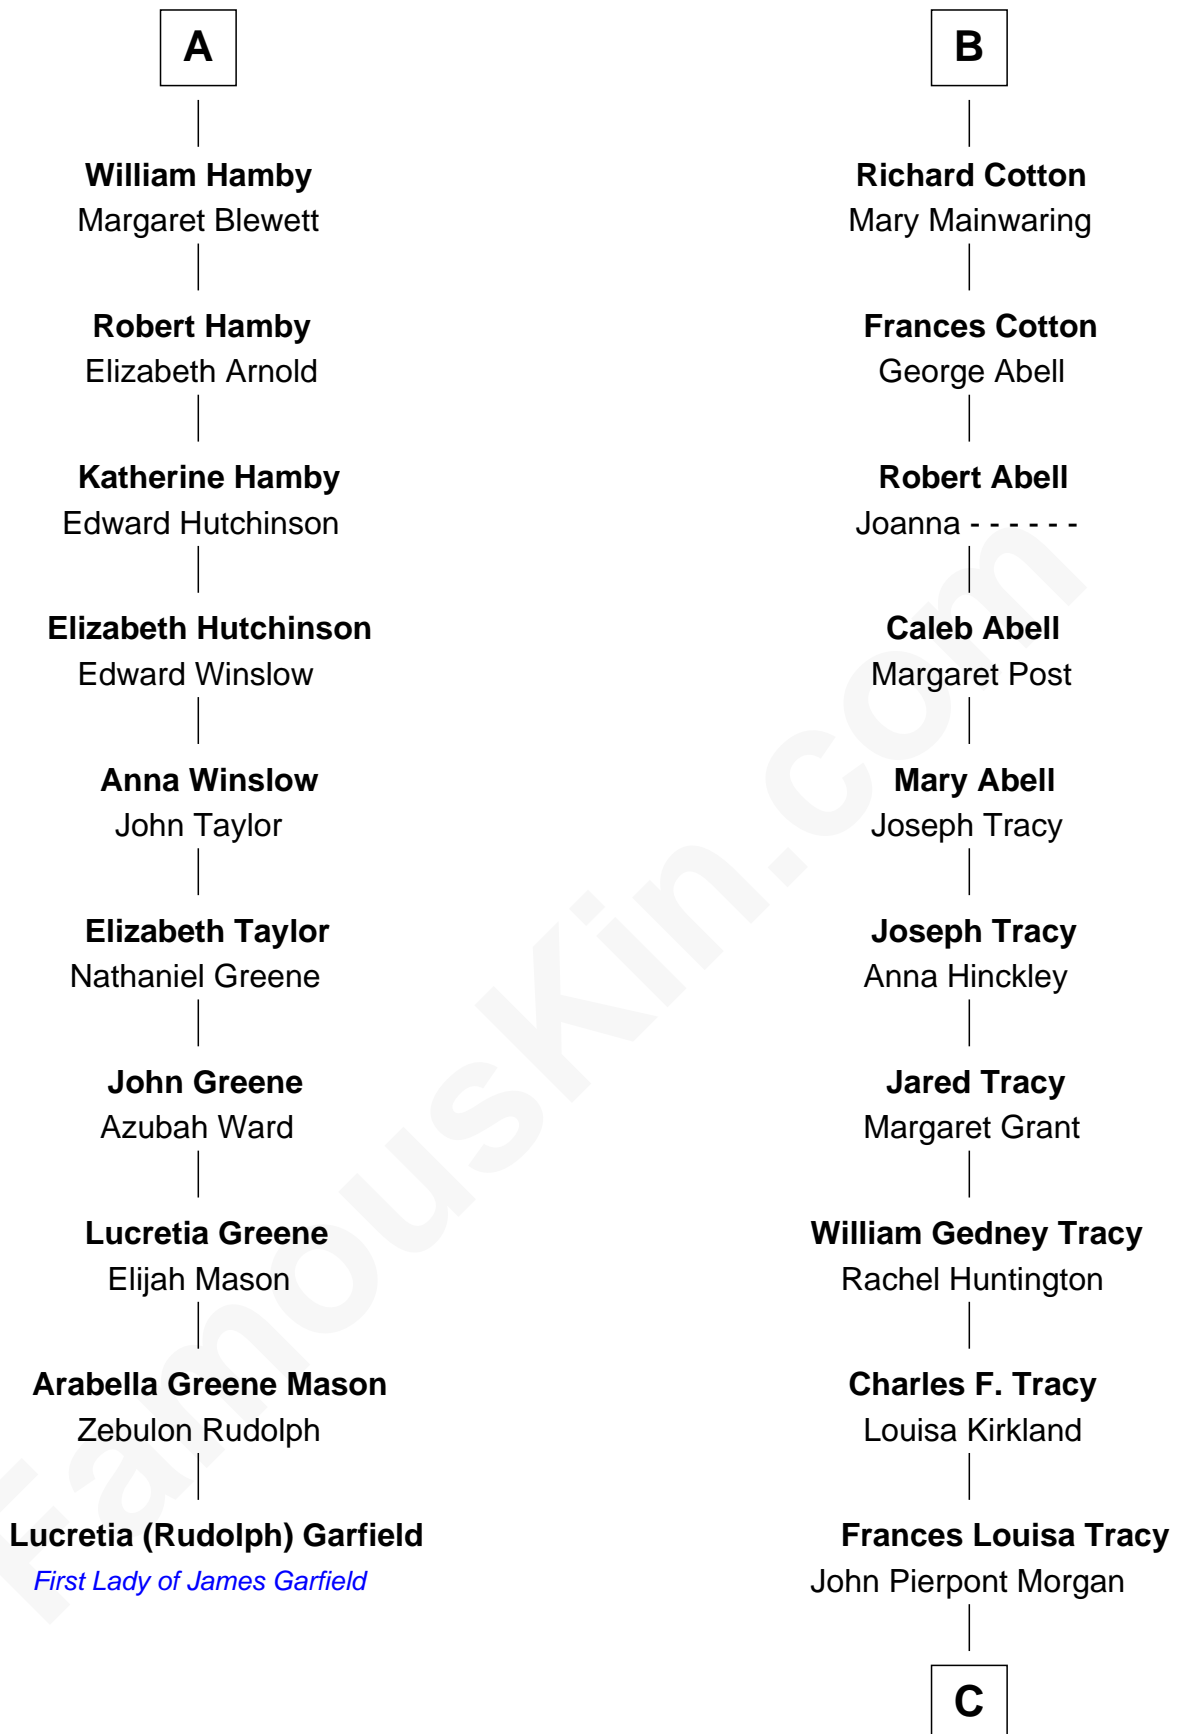 A
William Hamby
Margaret Blewett
Robert Hamby
Elizabeth Arnold
Katherine Hamby
Edward Hutchinson
Elizabeth Hutchinson
Edward Winslow
Anna Winslow
John Taylor
Elizabeth Taylor
Nathaniel Greene
John Greene
Azubah Ward
Lucretia Greene
Elijah Mason
Arabella Greene Mason
Zebulon Rudolph
Lucretia (Rudolph) Garfield
First Lady of James Garfield
B
Richard Cotton
Mary Mainwaring
Frances Cotton
George Abell
Robert Abell
Joanna - - - - - -
Caleb Abell
Margaret Post
Mary Abell
Joseph Tracy
Joseph Tracy
Anna Hinckley
Jared Tracy
Margaret Grant
William Gedney Tracy
Rachel Huntington
Charles F. Tracy
Louisa Kirkland
Frances Louisa Tracy
John Pierpont Morgan
C
FamousKin.com